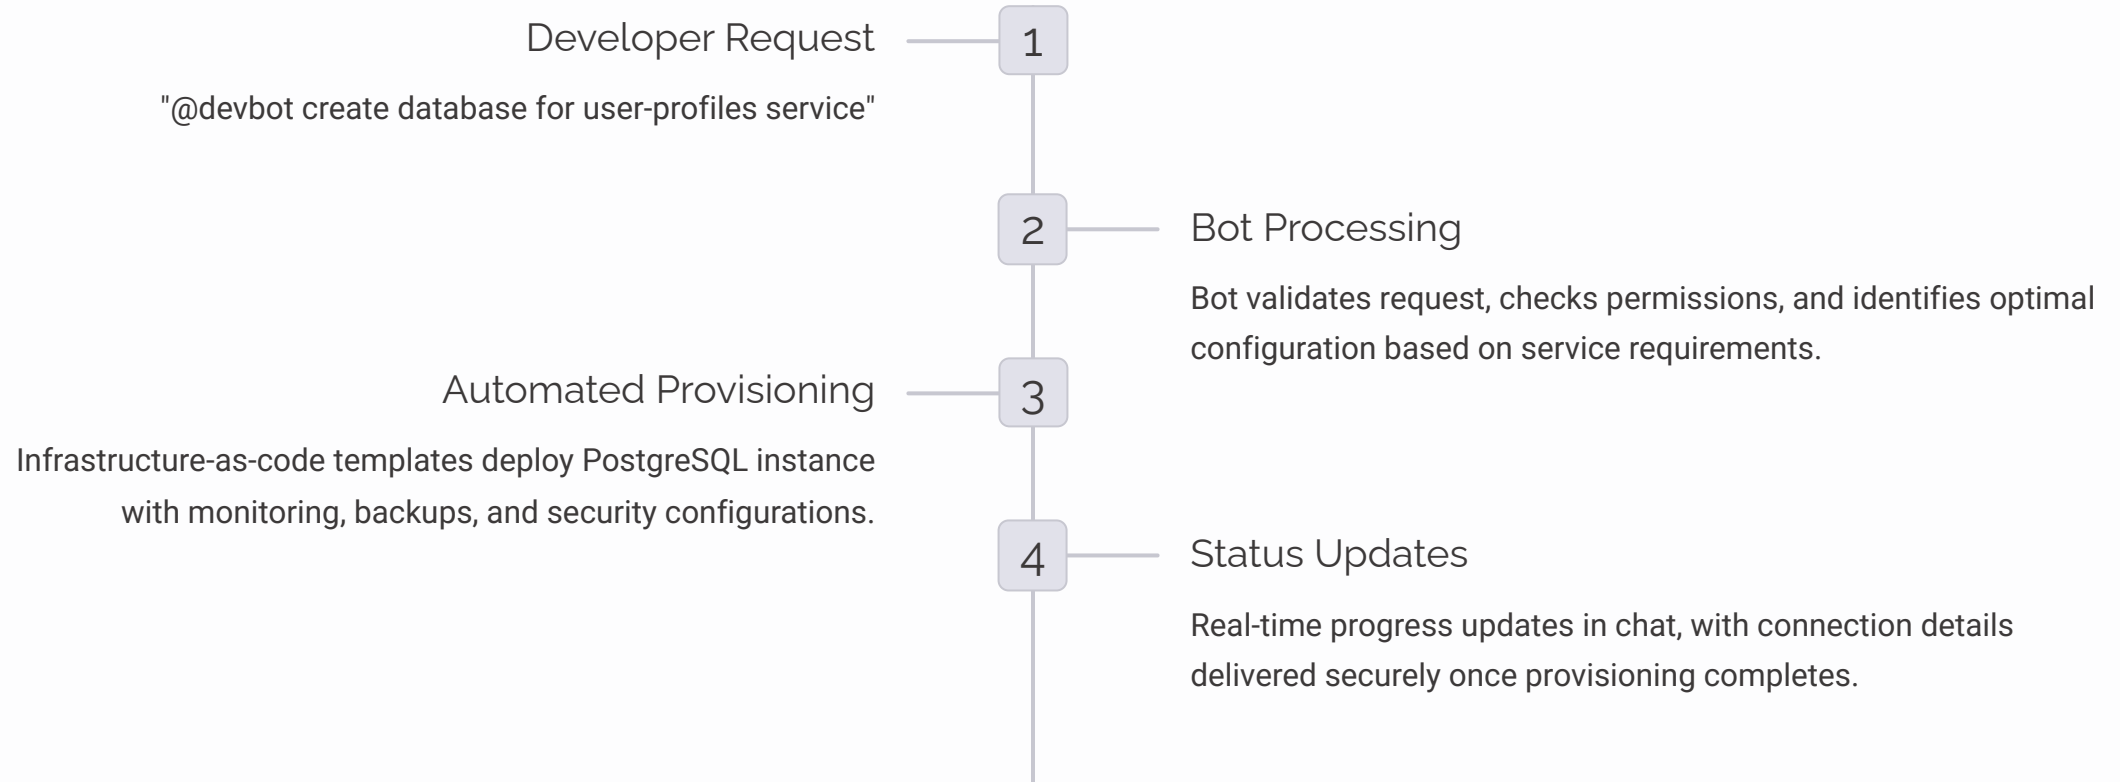 Developer Request
1
"@devbot create database for user-profiles service"
2
Bot Processing
Bot validates request, checks permissions, and identifies optimal
configuration based on service requirements.
Automated Provisioning
3
Infrastructure-as-code templates deploy PostgreSQL instance
with monitoring, backups, and security configurations.
4
Status Updates
Real-time progress updates in chat, with connection details
delivered securely once provisioning completes.